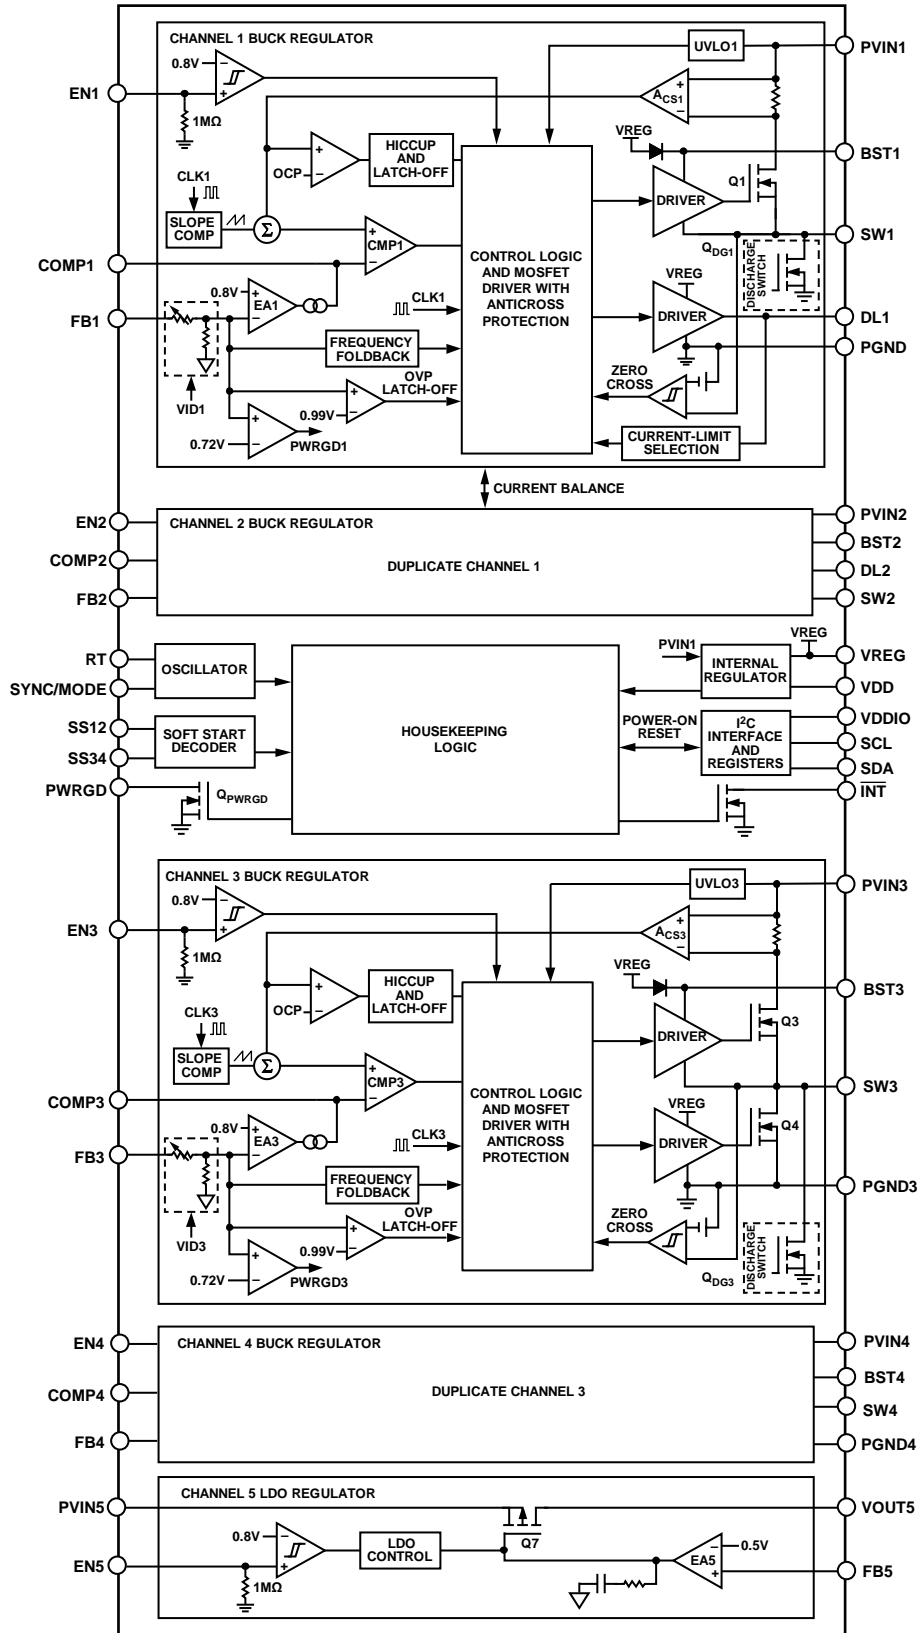 CHANNEL 1 BUCK REGULATOR
UVLO1
PVIN1
0.8V
−
+
EN1
1MΩ
+
−
ACS1
VREG
BST1
HICCUP
AND
LATCH-OFF
+
−
OCP
CLK1
SLOPE
COMP
Σ
+
−
CMP1
DRIVER
Q1
SW1
QDG1
DISCHARGE
SWITCH
COMP1
CONTROL LOGIC
AND MOSFET
DRIVER WITH
ANTICROSS
PROTECTION
0.8V
+
−
EA1
CLK1
VREG
DRIVER
FB1
DL1
PGND
FREQUENCY
FOLDBACK
OVP
LATCH-OFF
ZERO
CROSS
VID1
+
−
0.99V
+
−
0.72V
PWRGD1
CURRENT-LIMIT
SELECTION
CURRENT BALANCE
EN2
COMP2
FB2
CHANNEL 2 BUCK REGULATOR
DUPLICATE CHANNEL 1
PVIN2
BST2
DL2
SW2
RT
SYNC/MODE
OSCILLATOR
SS12
SS34
SOFT START
DECODER
HOUSEKEEPING
LOGIC
PVIN1
INTERNAL
REGULATOR
VREG
VREG
VDD
POWER-ON
RESET
I2C
INTERFACE
AND
REGISTERS
VDDIO
SCL
SDA
PWRGD
QPWRGD
INT
CHANNEL 3 BUCK REGULATOR
UVLO3
PVIN3
0.8V
−
+
EN3
1MΩ
+
−
ACS3
VREG
BST3
HICCUP
AND
LATCH-OFF
+
−
OCP
CLK3
SLOPE
COMP
Σ
+
−
CMP3
DRIVER
Q3
SW3
COMP3
CONTROL LOGIC
AND MOSFET
DRIVER WITH
ANTICROSS
PROTECTION
0.8V
+
−
EA3
CLK3
VREG
DRIVER
Q4
FB3
PGND3
FREQUENCY
FOLDBACK
OVP
LATCH-OFF
ZERO
CROSS
VID3
+
−
0.99V
+
−
0.72V
PWRGD3
QDG3
DISCHARGE
SWITCH
EN4
COMP4
FB4
CHANNEL 4 BUCK REGULATOR
DUPLICATE CHANNEL 3
PVIN4
BST4
SW4
PGND4
CHANNEL 5 LDO REGULATOR
PVIN5
VOUT5
Q7
0.8V
−
+
LDO
CONTROL
EN5
1MΩ
−
+
EA5
0.5V
FB5